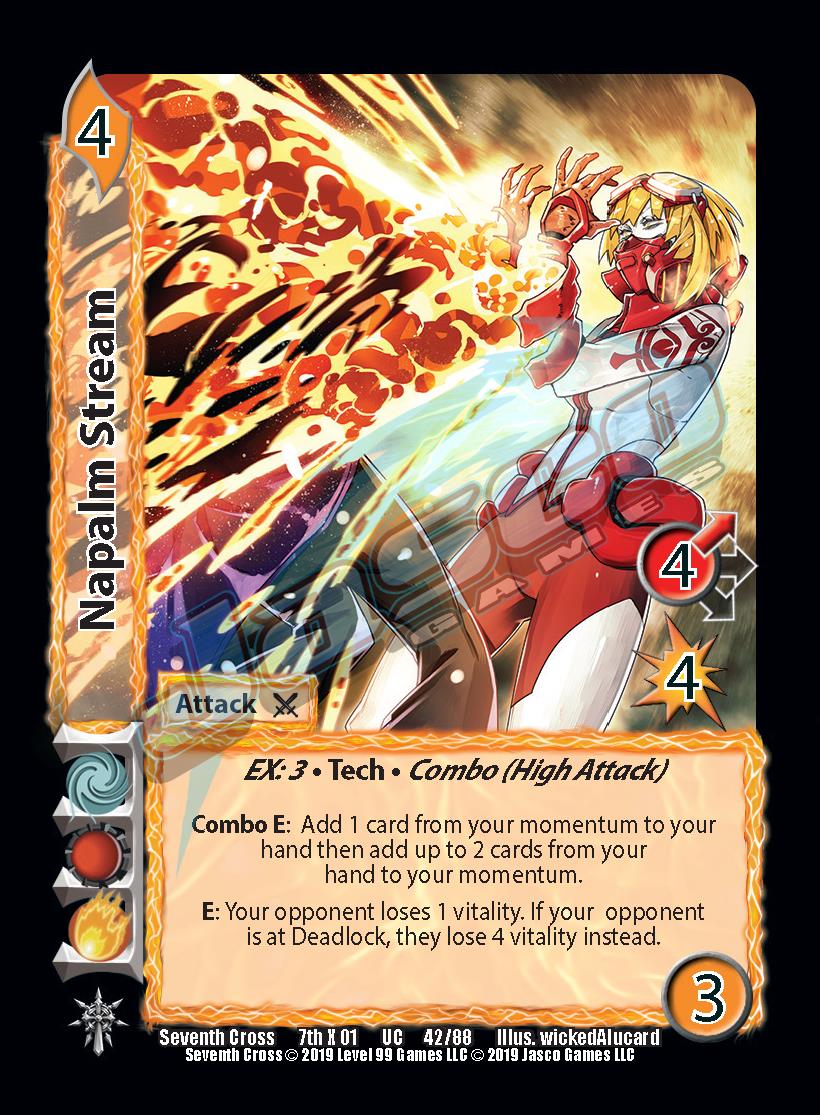 4
Napalm Stream
JASCO
GAMES
4
4
Attack
EX: 3 • Tech • Combo (High Attack)
Combo E: Add 1 card from your momentum to your
hand then add up to 2 cards from your
hand to your momentum.
E: Your opponent loses 1 vitality. If your opponent
is at Deadlock, they lose 4 vitality instead.
3
Seventh Cross 7th X 01 UC 42/88 Illus. wickedAlucard
Seventh Cross © 2019 Level 99 Games LLC © 2019 Jasco Games LLC